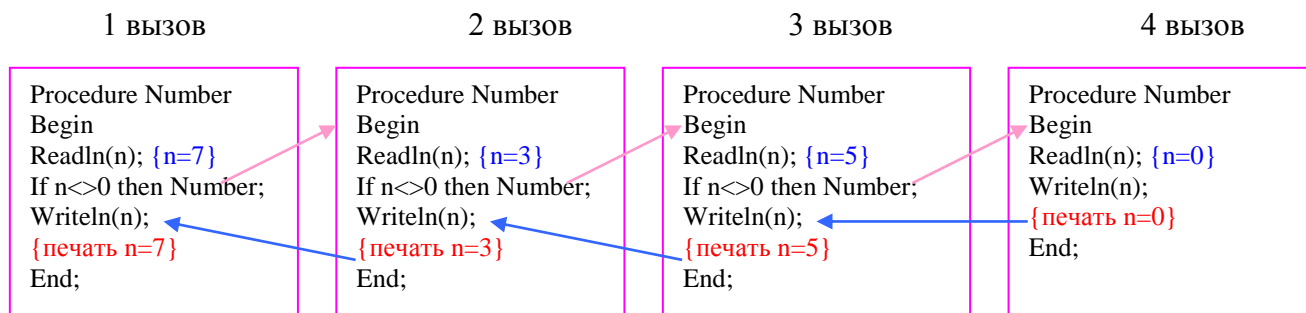 1 вызов
2 вызов
3 вызов
4 вызов
Procedure Number
Begin
Readln(n); {n=7}
If n<>0 then Number;
Writeln(n);
{печать n=7}
End;
Procedure Number
Begin
Readln(n); {n=3}
If n<>0 then Number;
Writeln(n);
{печать n=3}
End;
Procedure Number
Begin
Readln(n); {n=5}
If n<>0 then Number;
Writeln(n);
{печать n=5}
End;
Procedure Number
Begin
Readln(n); {n=0}
Writeln(n);
{печать n=0}
End;